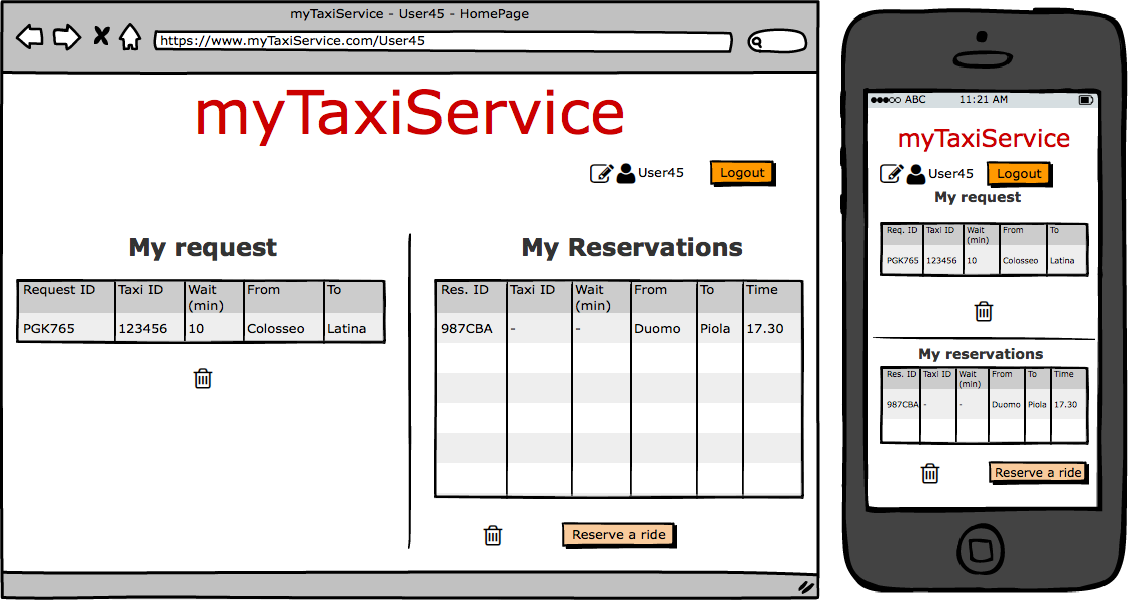 myTaxiService - User45 - HomePage
https://www.myTaxiService.com/User45
myTaxiService
User45 Logout
My request
Request ID Taxi ID Wait (min) From To
PGK765 123456 10 Colosseo Latina
My Reservations
Res. ID Taxi ID Wait (min) From To Time
987CBA - - Duomo Piola 17.30
Reserve a ride
ABC 11:21 AM
myTaxiService
User45 Logout
My request
Req. ID Taxi ID Wait (min) From To
PGK765 123456 10 Colosseo Latina
My reservations
Res. ID Taxi ID Wait (min) From To Time
987CBA - - Duomo Piola 17.30
Reserve a ride